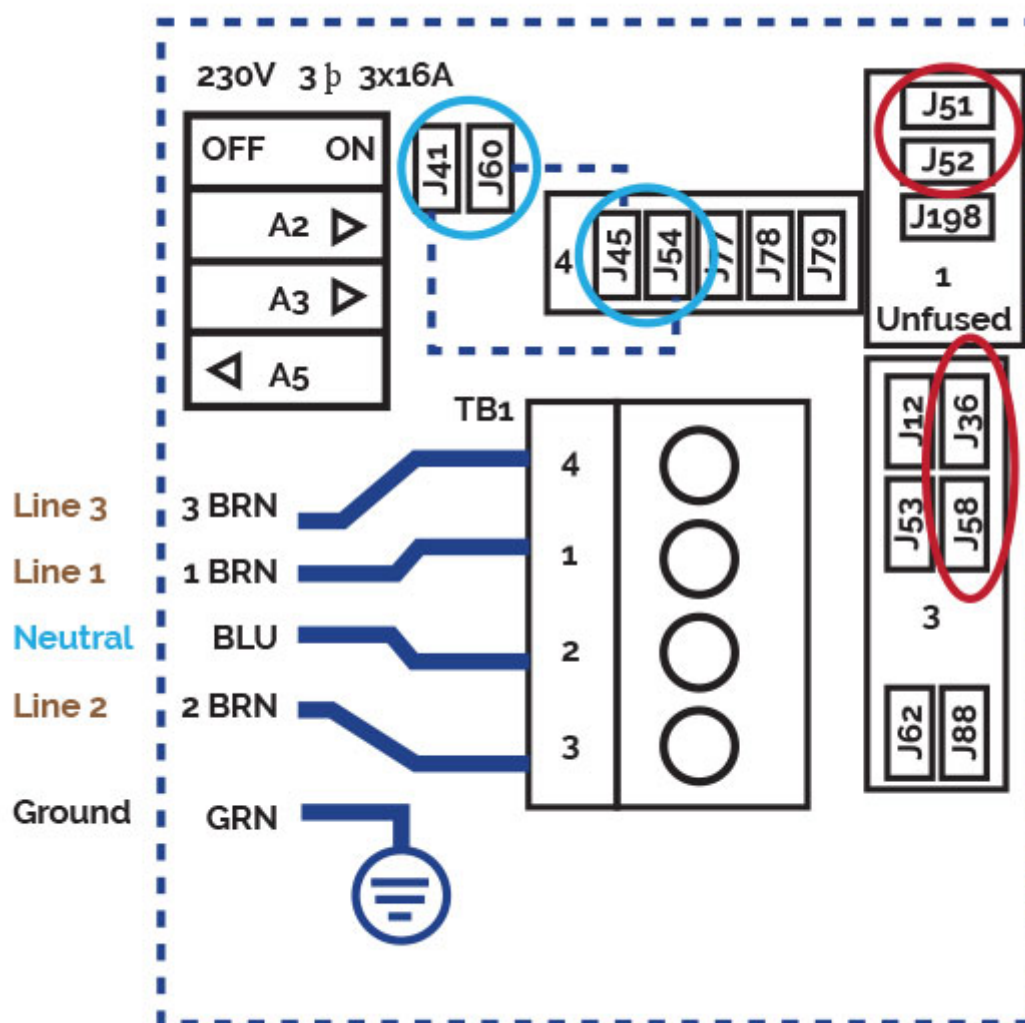 230V 3 þ 3x16A
OFF ON
A2
A3
A5
J41
J60
4
J45
J54
J77
J78
J79
J51
J52
J198
1
Unfused
J12
J36
J53
J58
3
J62
J88
TB1
4
1
2
3
Line 3 3 BRN
Line 1 1 BRN
Neutral BLU
Line 2 2 BRN
Ground GRN